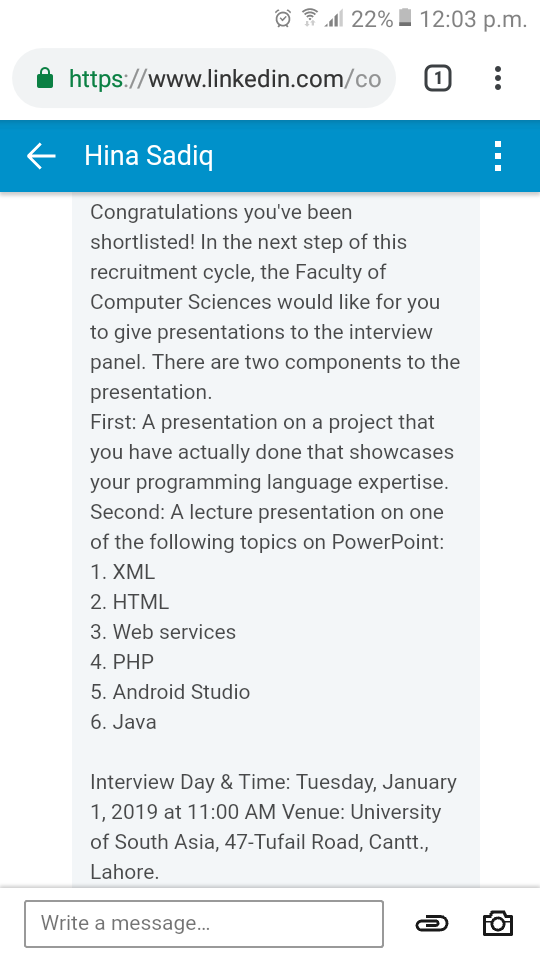 22% 12:03 p.m.
https://www.linkedin.com/co
1
Hina Sadiq
Congratulations you've been
shortlisted! In the next step of this
recruitment cycle, the Faculty of
Computer Sciences would like for you
to give presentations to the interview
panel. There are two components to the
presentation.
First: A presentation on a project that
you have actually done that showcases
your programming language expertise.
Second: A lecture presentation on one
of the following topics on PowerPoint:
1. XML
2. HTML
3. Web services
4. PHP
5. Android Studio
6. Java
Interview Day & Time: Tuesday, January
1, 2019 at 11:00 AM Venue: University
of South Asia, 47-Tufail Road, Cantt.,
Lahore.
Write a message...